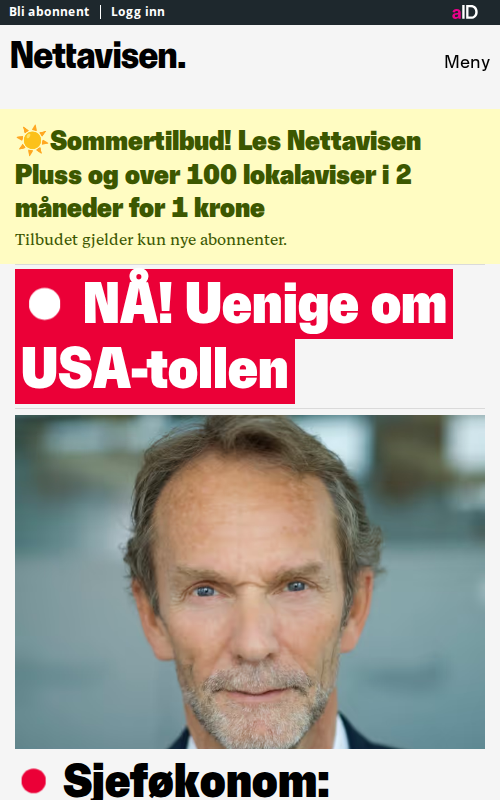 Bli abonnent | Logg inn
aID
Nettavisen.
Meny
☀️Sommertilbud! Les Nettavisen
Pluss og over 100 lokalaviser i 2
måneder for 1 krone
Tilbudet gjelder kun nye abonnenter.
NÅ! Uenige om
USA-tollen
Sjeføkonom: